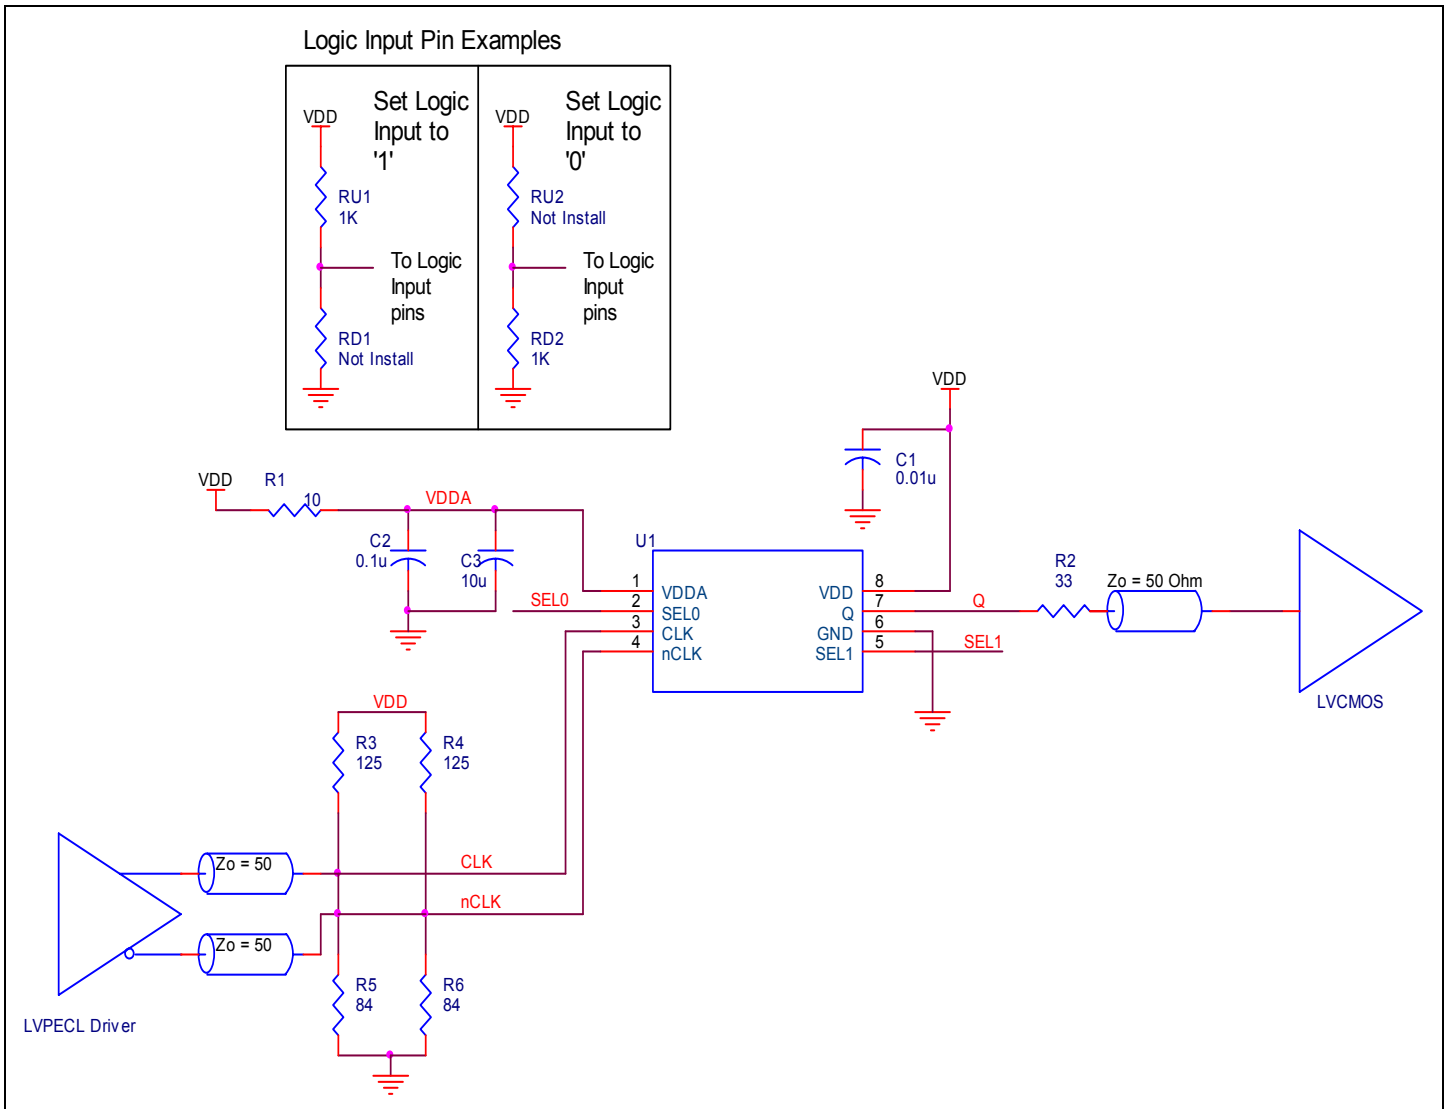 Logic Input Pin Examples
Set Logic
Input to
'1'
VDD
RU1
1K
To Logic
Input
pins
RD1
Not Install
Set Logic
Input to
'0'
VDD
RU2
Not Install
To Logic
Input
pins
RD2
1K
VDD
C1
0.01u
VDD
R1
10
VDDA
C2
0.1u
C3
10u
U1
1
VDDA
2
SEL0
SEL0
3
CLK
4
nCLK
8
VDD
7
Q
6
GND
5
SEL1
Q
SEL1
R2
33
Zo = 50 Ohm
LVCMOS
VDD
R3
125
R4
125
Zo = 50
CLK
nCLK
Zo = 50
R5
84
R6
84
LVPECL Driver